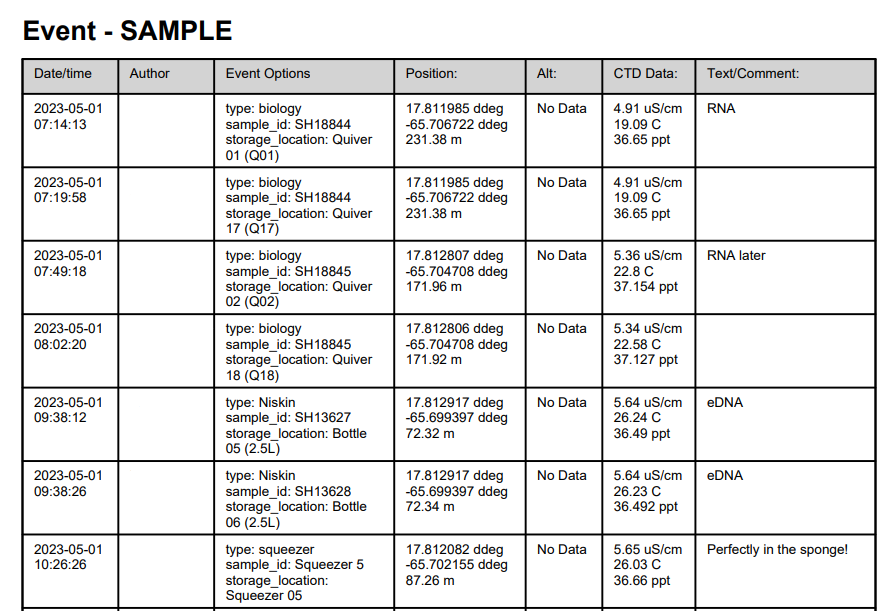 Event - SAMPLE
Date/time Author Event Options Position: Alt: CTD Data: Text/Comment:
2023-05-01 type: biology 17.811985 ddeg No Data 4.91 uS/cm RNA
07:14:13 sample_id: SH18844 -65.706722 ddeg 19.09 C
storage_location: Quiver 231.38 m 36.65 ppt
01 (Q01)
2023-05-01 type: biology 17.811985 ddeg No Data 4.91 uS/cm
07:19:58 sample_id: SH18844 -65.706722 ddeg 19.09 C
storage_location: Quiver 231.38 m 36.65 ppt
17 (Q17)
2023-05-01 type: biology 17.812807 ddeg No Data 5.36 uS/cm RNA later
07:49:18 sample_id: SH18845 -65.704708 ddeg 22.8 C
storage_location: Quiver 171.96 m 37.154 ppt
02 (Q02)
2023-05-01 type: biology 17.812806 ddeg No Data 5.34 uS/cm
08:02:20 sample_id: SH18845 -65.704708 ddeg 22.58 C
storage_location: Quiver 171.92 m 37.127 ppt
18 (Q18)
2023-05-01 type: Niskin 17.812917 ddeg No Data 5.64 uS/cm eDNA
09:38:12 sample_id: SH13627 -65.699397 ddeg 26.24 C
storage_location: Bottle 72.32 m 36.49 ppt
05 (2.5L)
2023-05-01 type: Niskin 17.812917 ddeg No Data 5.64 uS/cm eDNA
09:38:26 sample_id: SH13628 -65.699397 ddeg 26.23 C
storage_location: Bottle 72.34 m 36.492 ppt
06 (2.5L)
2023-05-01 type: squeezer 17.812082 ddeg No Data 5.65 uS/cm Perfectly in the sponge!
10:26:26 sample_id: Squeezer 5 -65.702155 ddeg 26.03 C
storage_location: 87.26 m 36.66 ppt
Squeezer 05